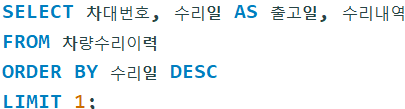 SELECT 차대번호, 수리일 AS 출고일, 수리내역
FROM 차량수리이력
ORDER BY 수리일 DESC
LIMIT 1;